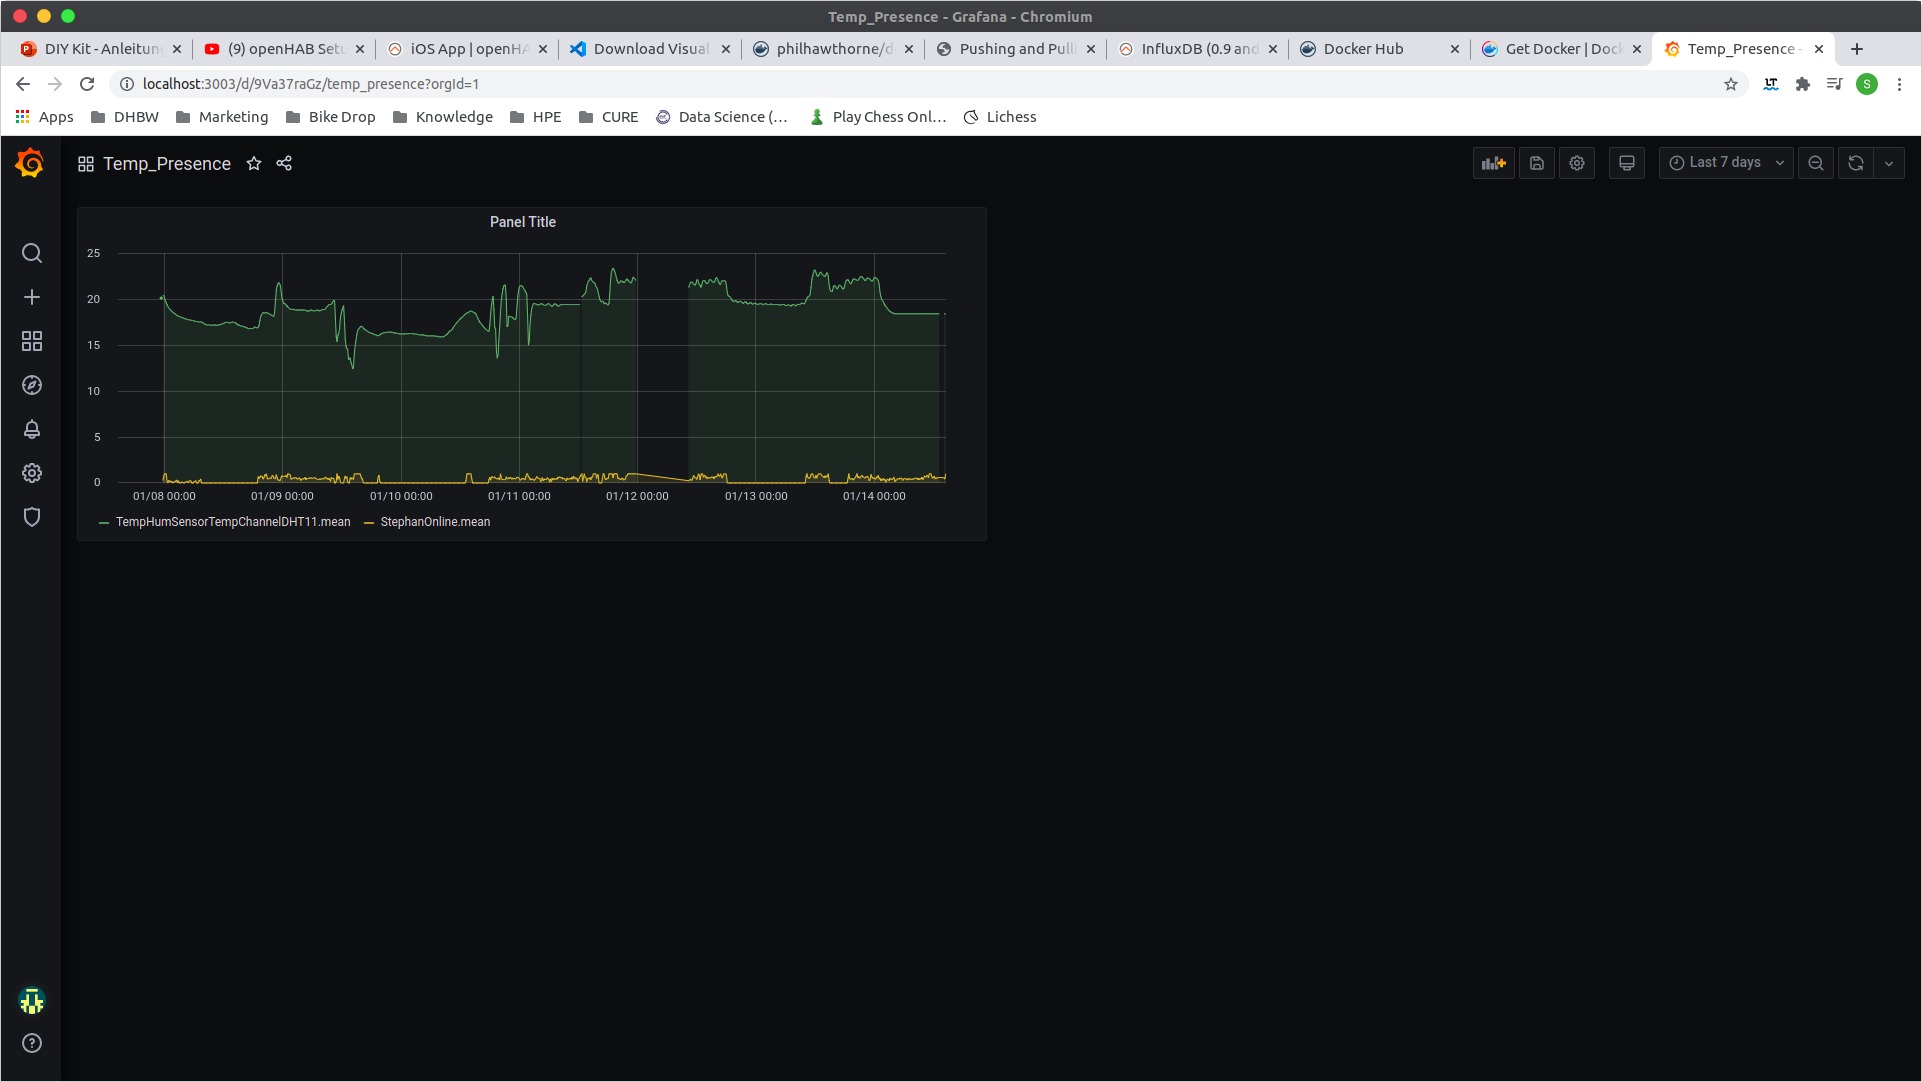 Temp_Presence - Grafana - Chromium
DIY Kit - Anleitung
(9) openHAB Setu
iOS App | openHA
Download Visual
philhawthorne/d
Pushing and Pulli
InfluxDB (0.9 and
Docker Hub
Get Docker | Dock
Temp_Presence -
localhost:3003/d/9Va37raGz/temp_presence?orgId=1
LT
S
Apps
DHBW
Marketing
Bike Drop
Knowledge
HPE
CURE
Data Science (...
Play Chess Onl...
Lichess
Temp_Presence
Last 7 days
Panel Title
25
20
15
10
5
0
01/08 00:00
01/09 00:00
01/10 00:00
01/11 00:00
01/12 00:00
01/13 00:00
01/14 00:00
TempHumSensorTempChannelDHT11.mean
StephanOnline.mean